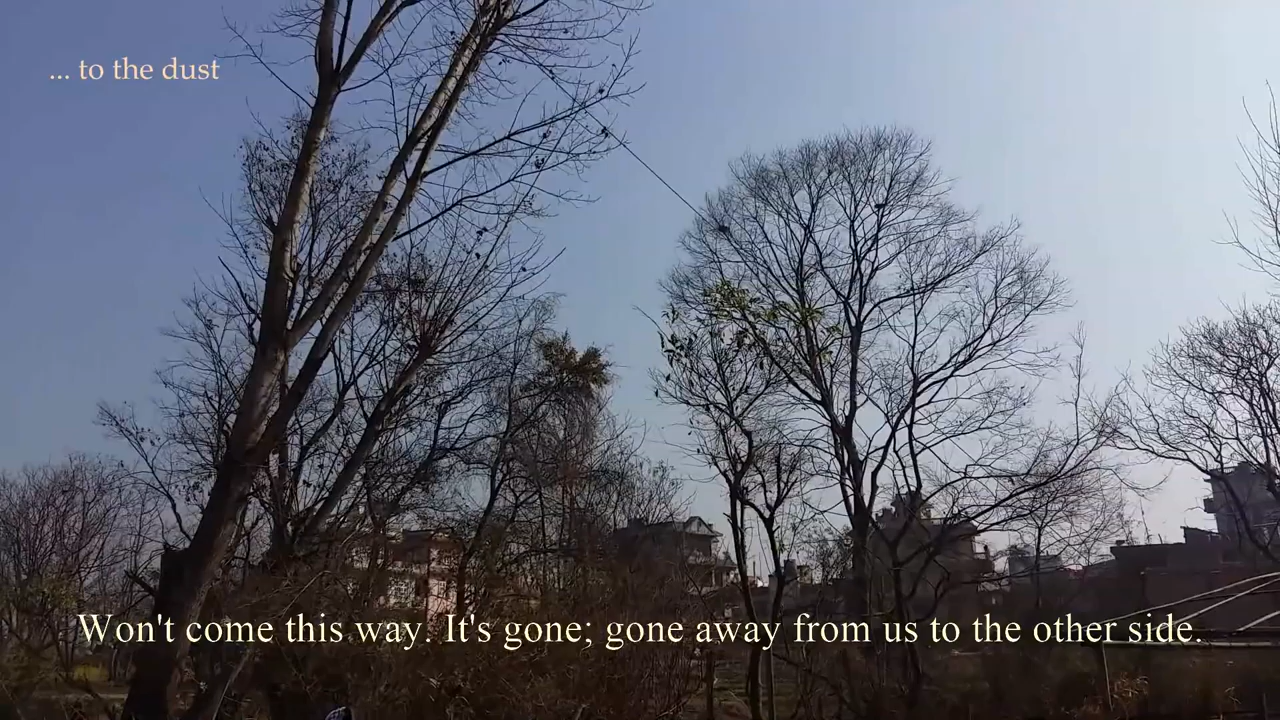 ... to the dust
Won't come this way. It's gone; gone away from us to the other side.